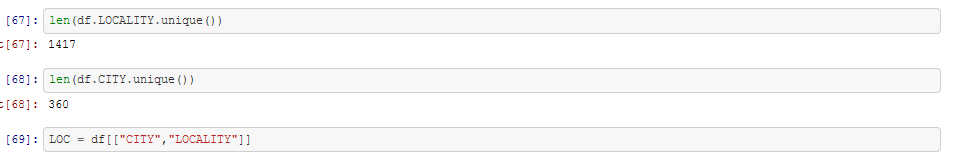 [67]: len(df.LOCALITY.unique())
t[67]: 1417
[68]: len(df.CITY.unique())
t[68]: 360
[69]: LOC = df[["CITY","LOCALITY"]]